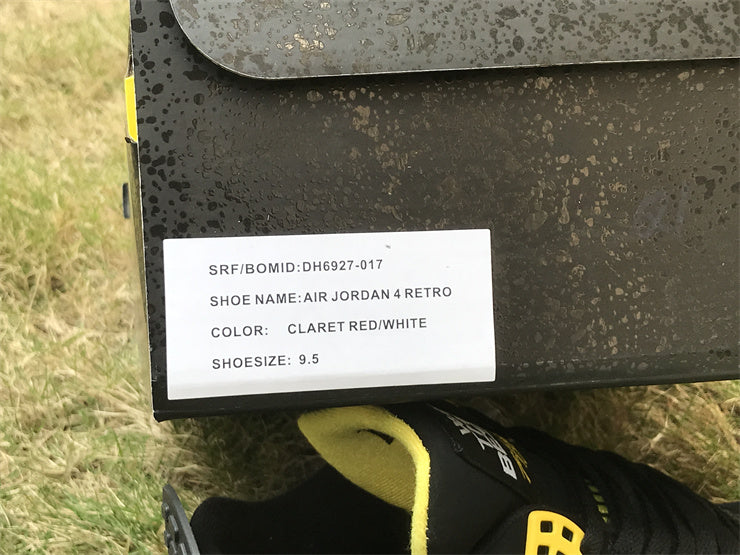 SRF/BOMID:DH6927-017
SHOE NAME:AIR JORDAN 4 RETRO
COLOR: CLARET RED/WHITE
SHOESIZE: 9.5